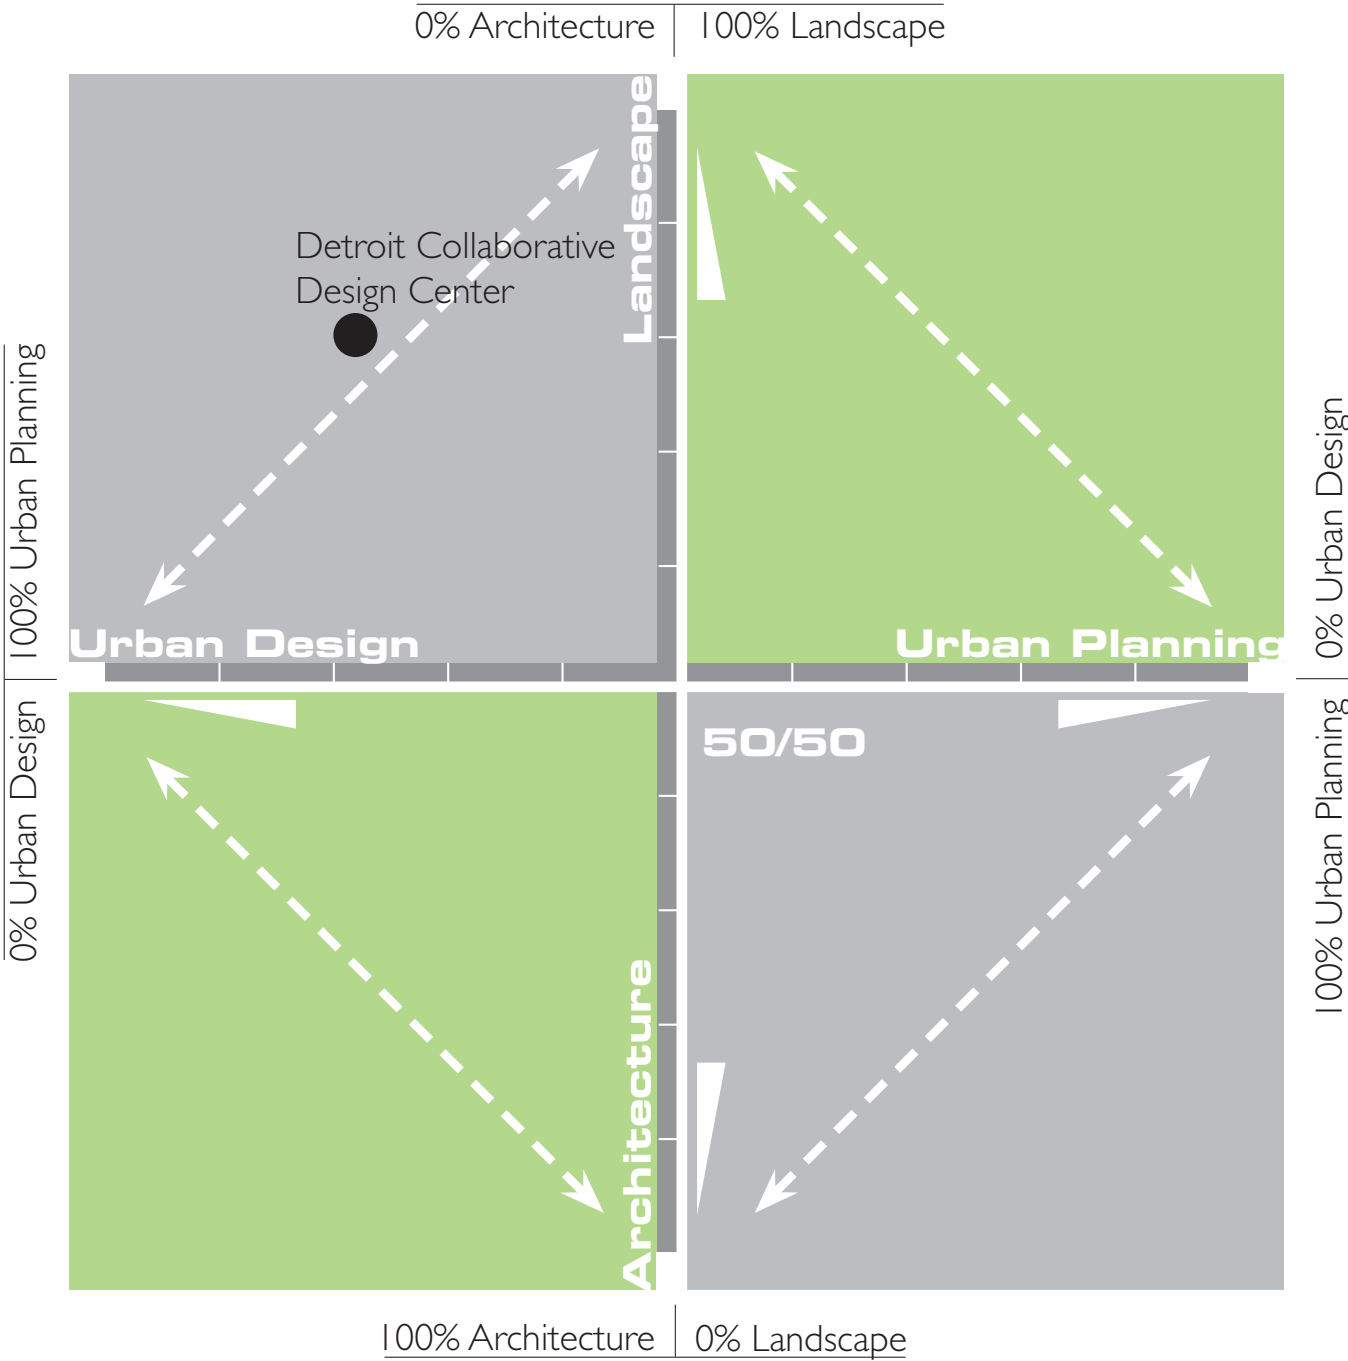 0% Architecture
100% Landscape
Landscape
Detroit Collaborative
Design Center
100% Urban Planning
0% Urban Design
Urban Design
Urban Planning
0% Urban Design
100% Urban Planning
50/50
Architecture
100% Architecture
0% Landscape